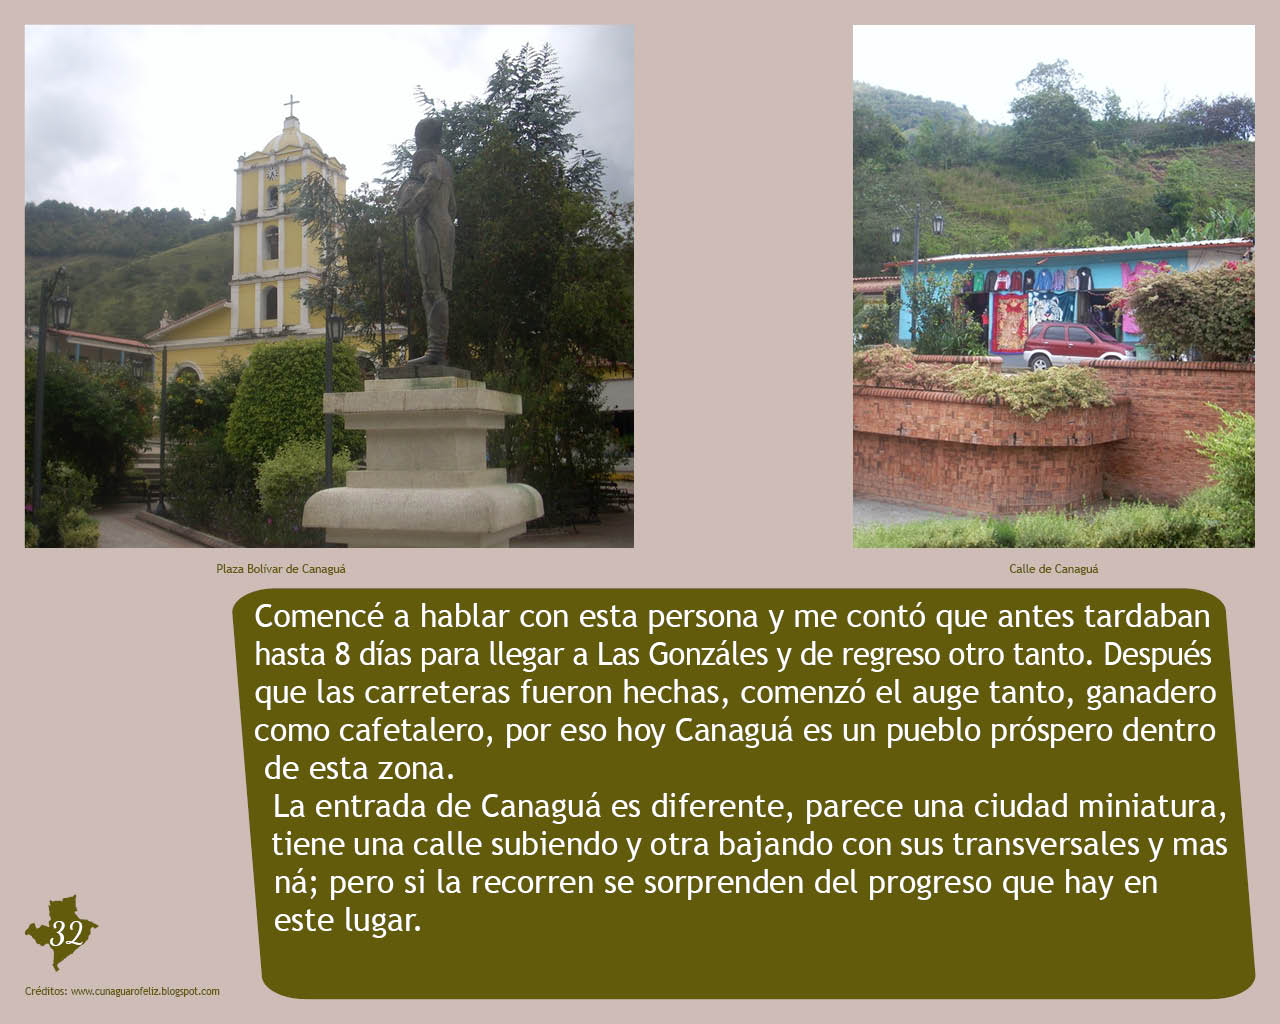 Plaza Bolívar de Canaguá
Calle de Canaguá
Comencé a hablar con esta persona y me contó que antes tardaban
hasta 8 días para llegar a Las Gonzáles y de regreso otro tanto. Después
que las carreteras fueron hechas, comenzó el auge tanto, ganadero
como cafetalero, por eso hoy Canaguá es un pueblo próspero dentro
de esta zona.
La entrada de Canaguá es diferente, parece una ciudad miniatura,
tiene una calle subiendo y otra bajando con sus transversales y mas
ná; pero si la recorren se sorprenden del progreso que hay en
este lugar.
32
Créditos: www.cunaguarofeliz.blogspot.com